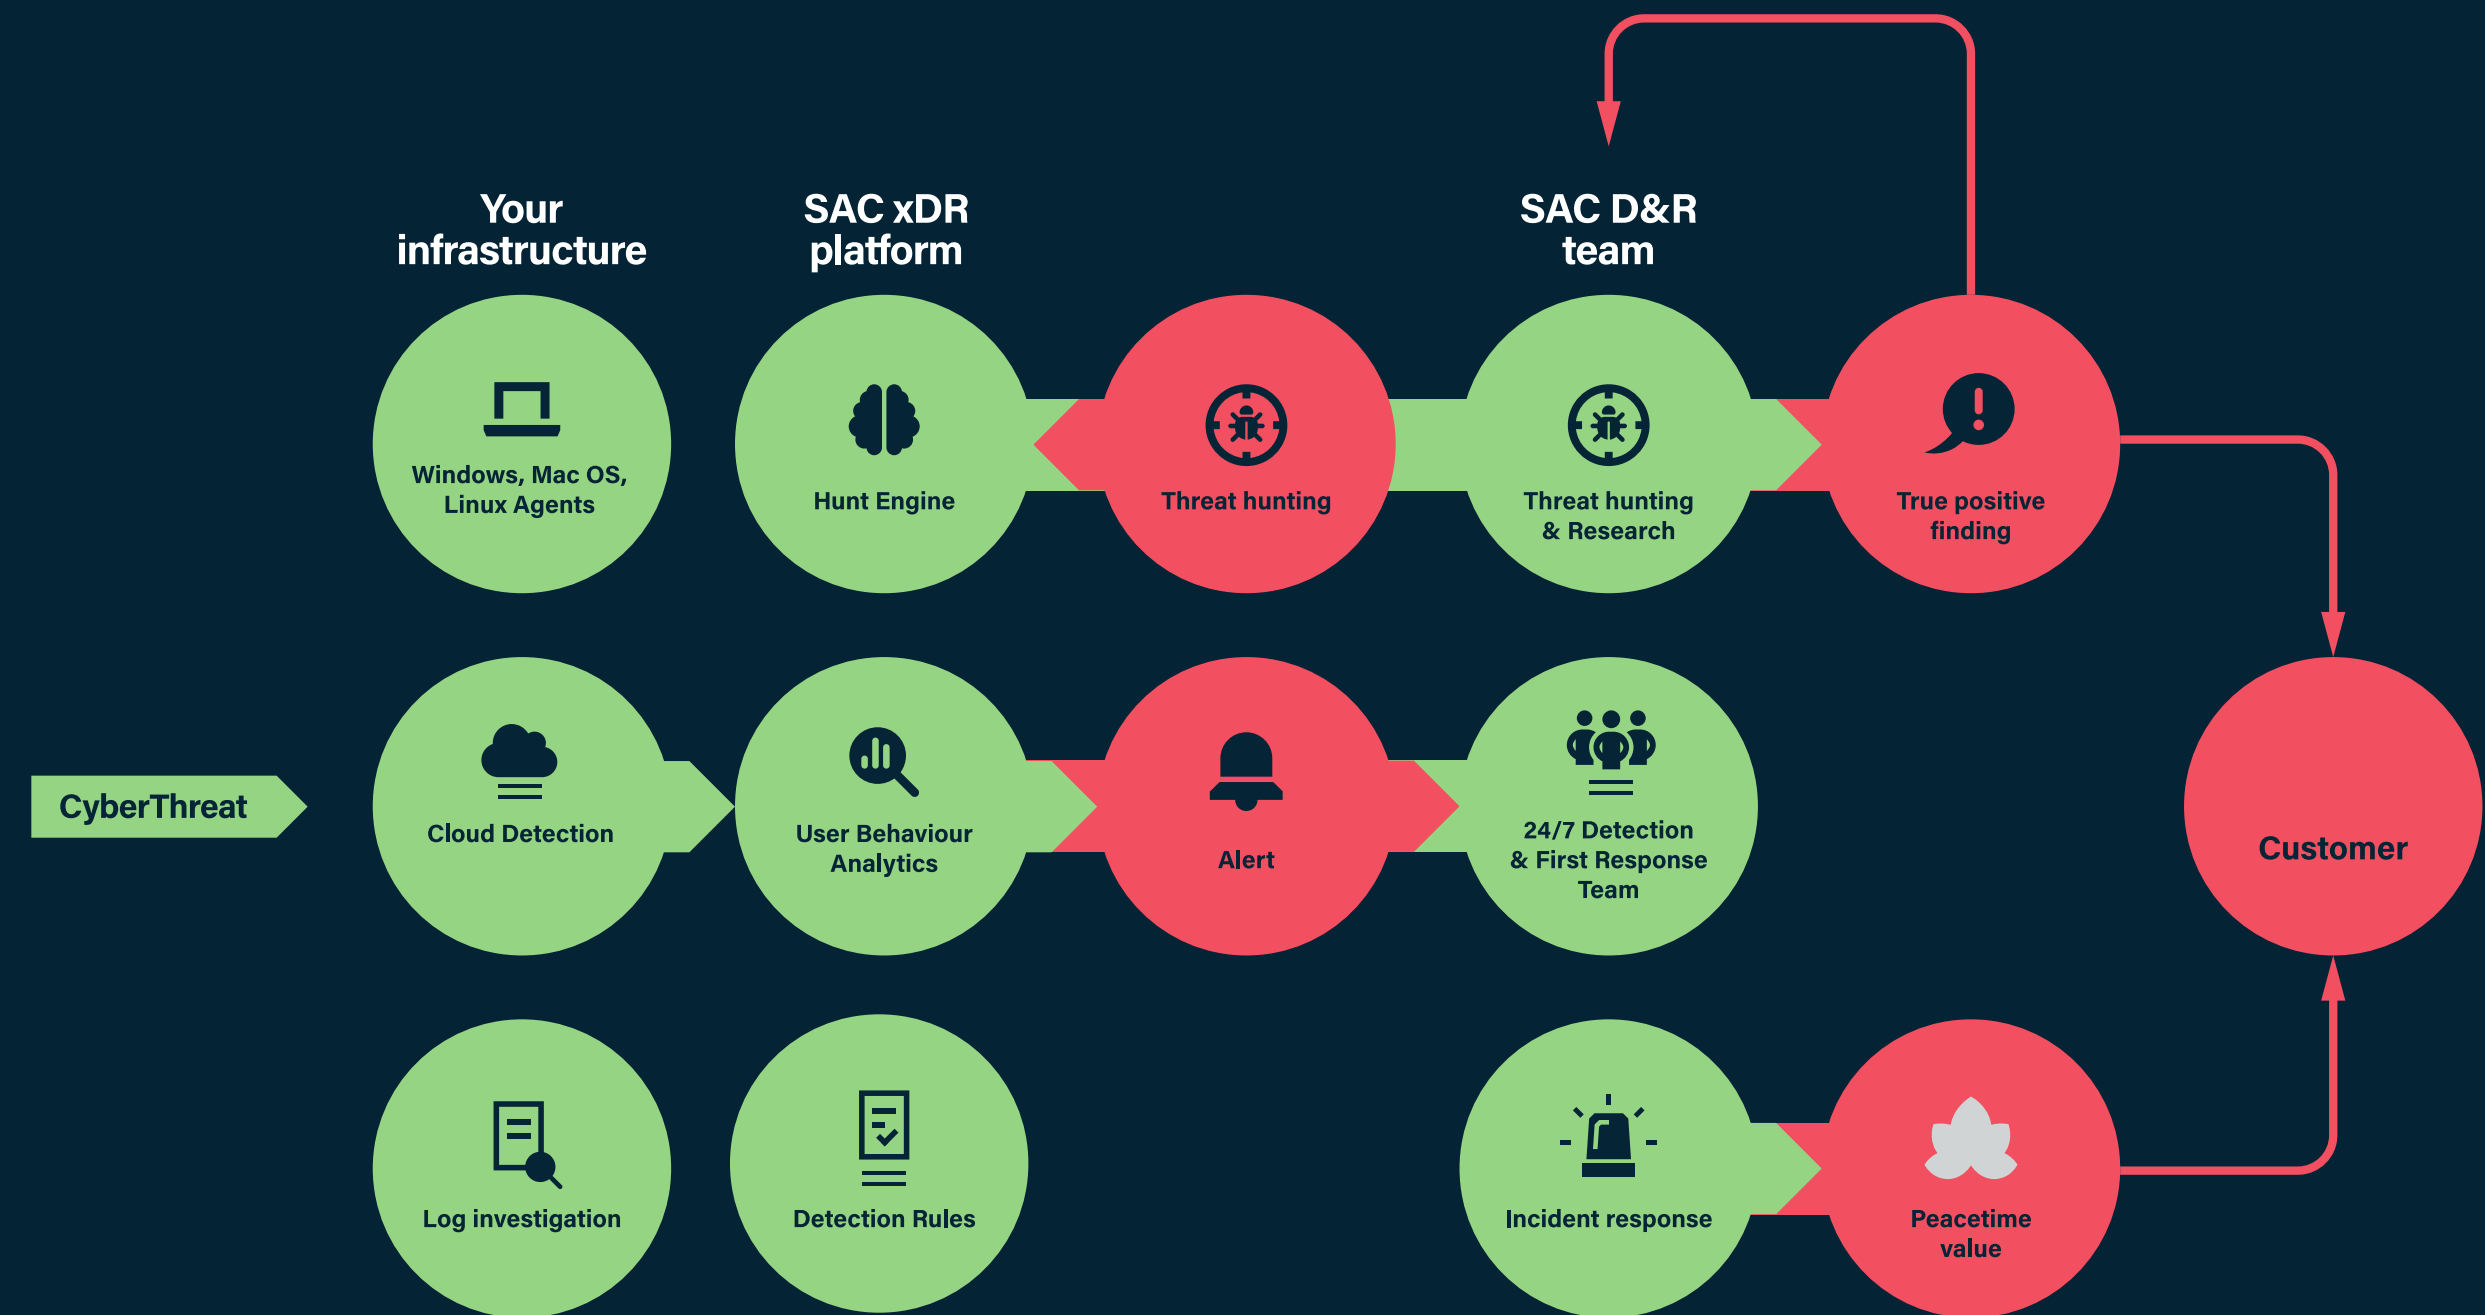 Your
infrastructure
SAC xDR
platform
SAC D&R
team
Windows, Mac OS,
Linux Agents
Hunt Engine
Threat hunting
Threat hunting
& Research
True positive
finding
CyberThreat
Cloud Detection
User Behaviour
Analytics
Alert
24/7 Detection
& First Response
Team
Customer
Log investigation
Detection Rules
Incident response
Peacetime
value